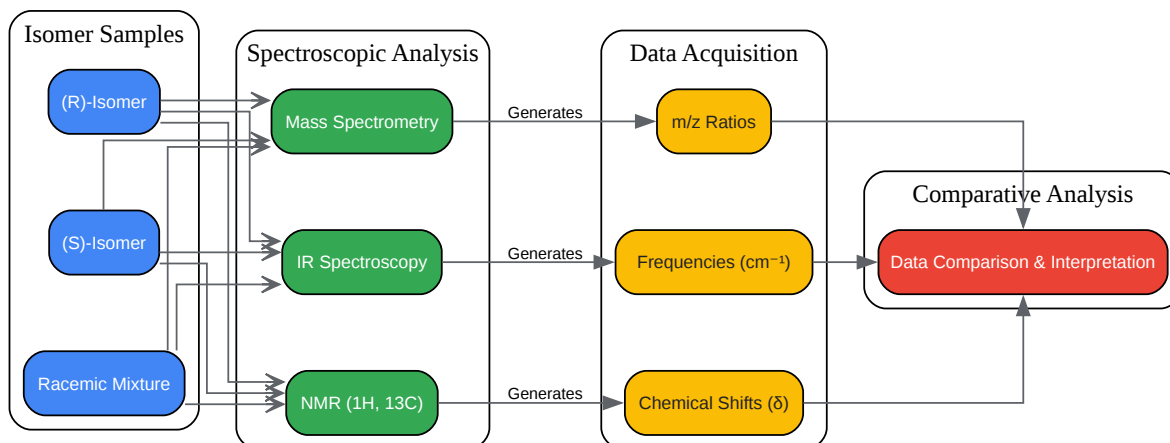 Isomer Samples
(R)-Isomer
(S)-Isomer
Racemic Mixture
Spectroscopic Analysis
Mass Spectrometry
IR Spectroscopy
NMR (1H, 13C)
Generates
Generates
Generates
Data Acquisition
m/z Ratios
Frequencies (cm⁻¹)
Chemical Shifts (δ)
Comparative Analysis
Data Comparison & Interpretation